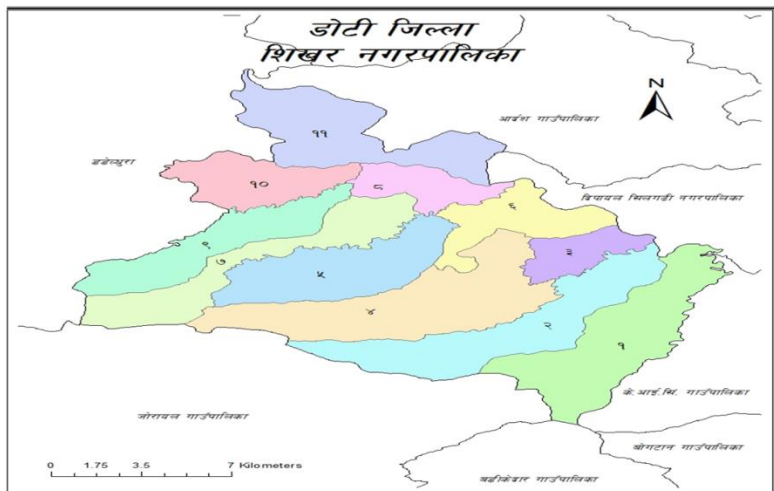 डोटी जिल्ला
शिखर नगरपालिका
N
आदर्श गाउँपालिका
११
डडेल्धुरा
१०
८
दिपायल सिलगढी नगरपालिका
६
९
३
७
५
४
२
१
के.आई.सिं. गाउँपालिका
जोरायल गाउँपालिका
बोगटान गाउँपालिका
बडीकेदार गाउँपालिका
0 1.75 3.5 7 Kilometers